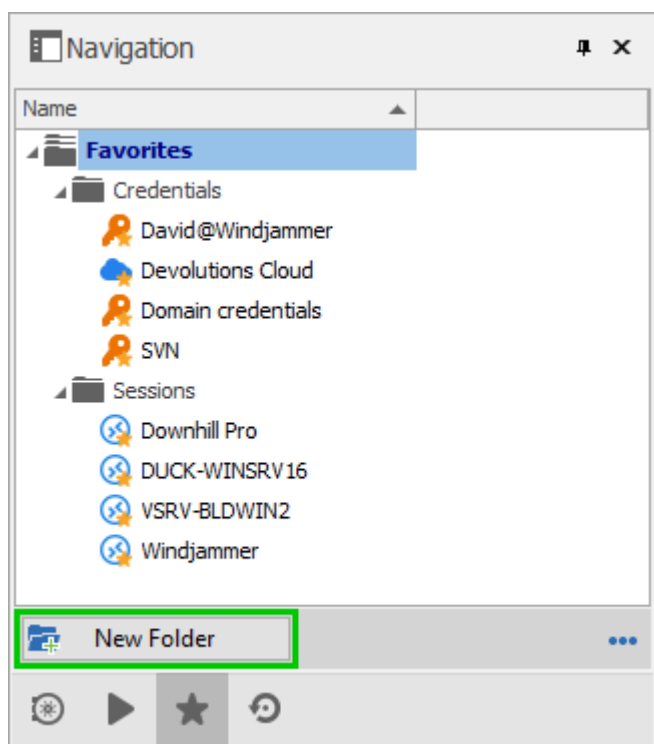 Navigation
Name
Favorites
Credentials
David@Windjammer
Devolutions Cloud
Domain credentials
SVN
Sessions
Downhill Pro
DUCK-WINSRV16
VSRV-BLDWIN2
Windjammer
New Folder